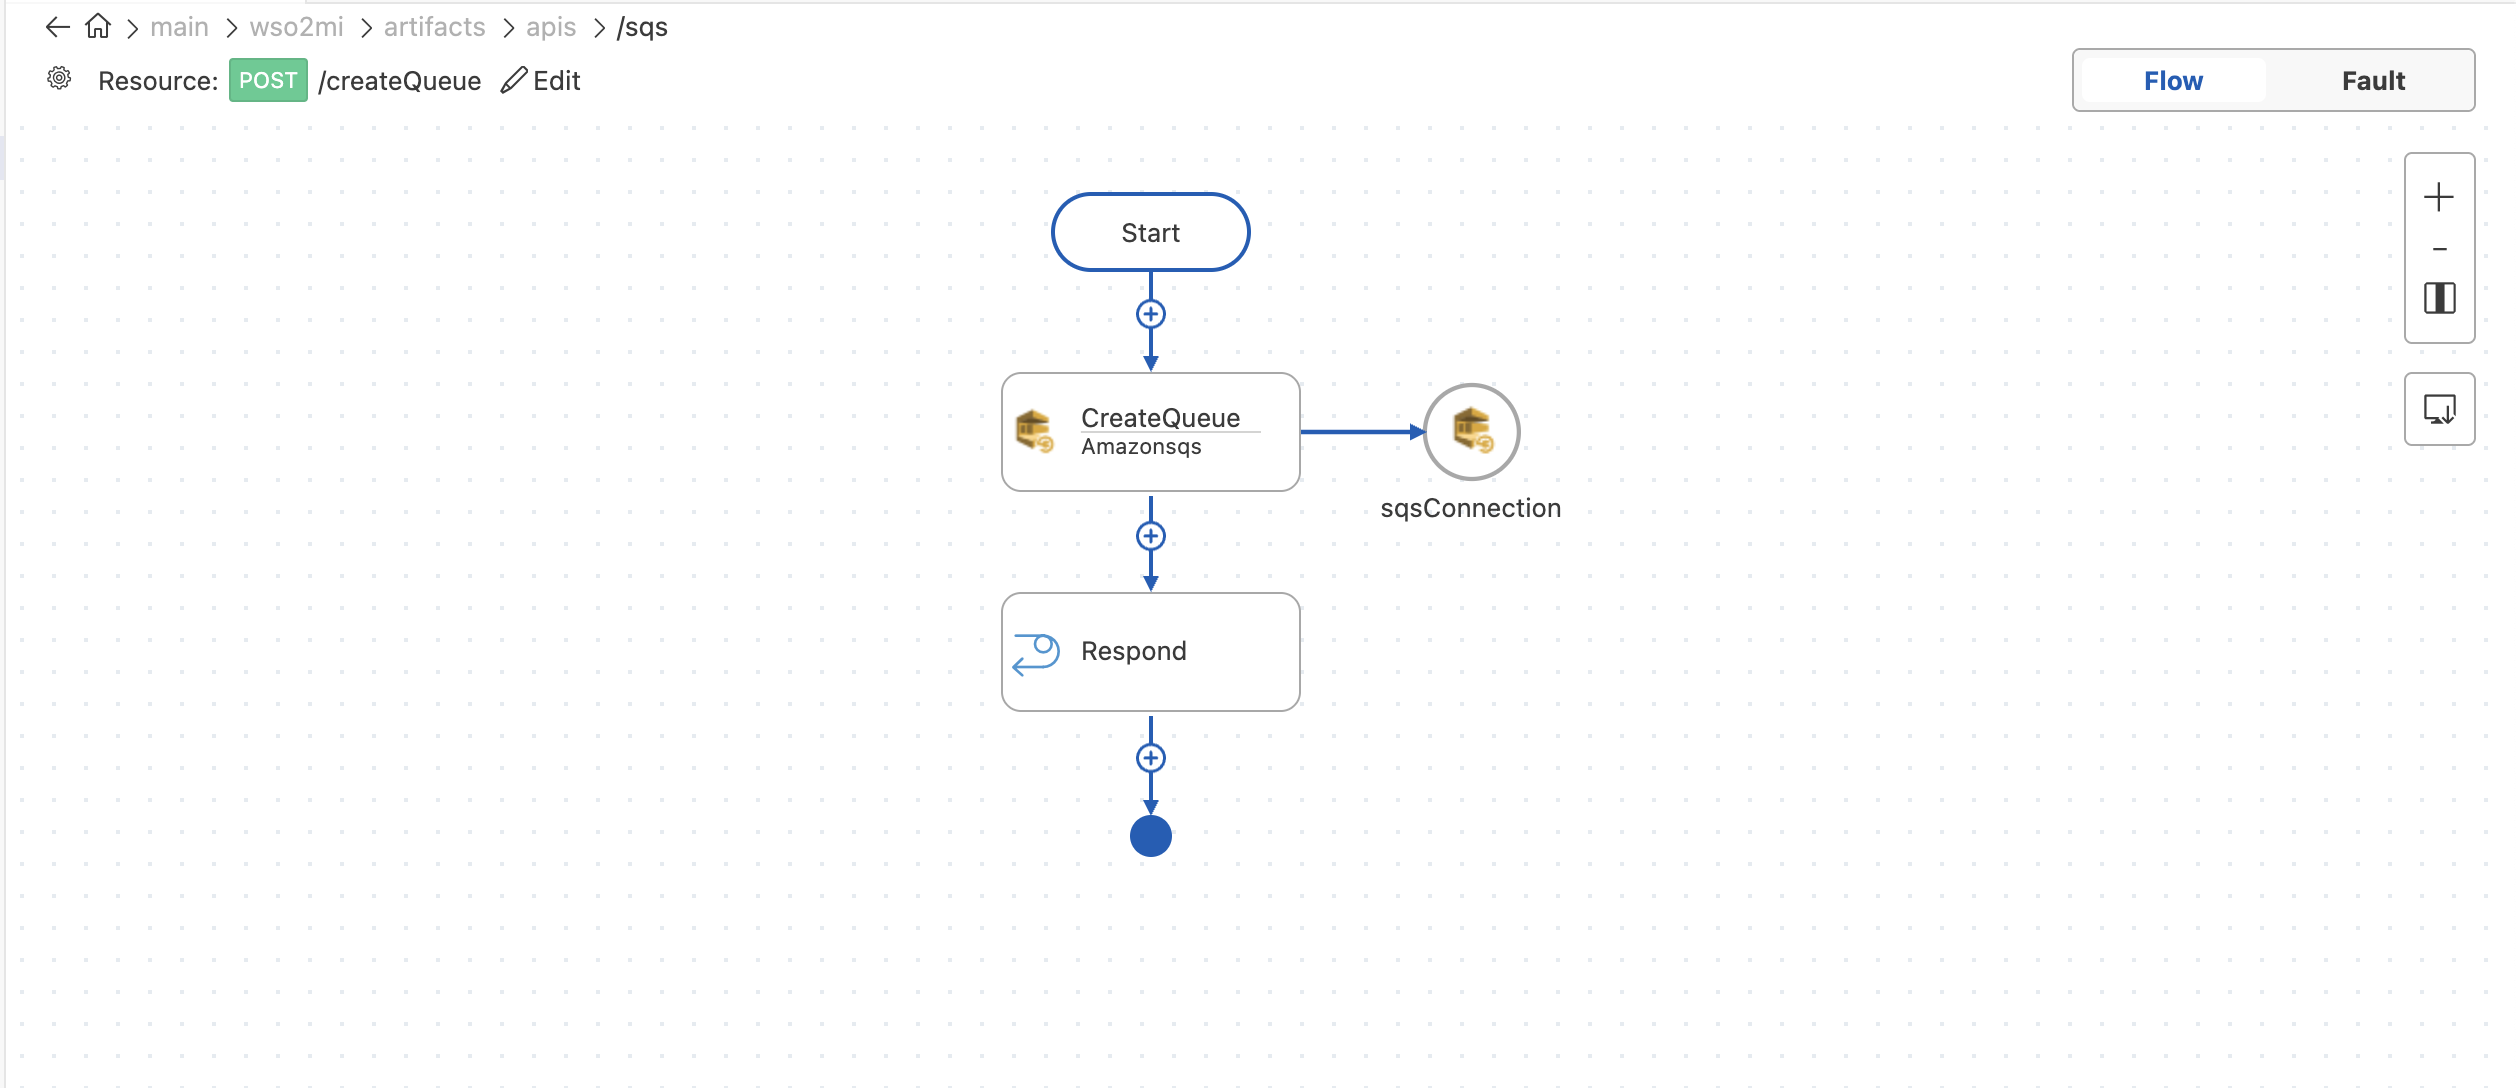 main wso2mi artifacts apis /sqs
Resource: POST /createQueue Edit
Flow Fault
Start
CreateQueue
Amazonsqs
sqsConnection
Respond